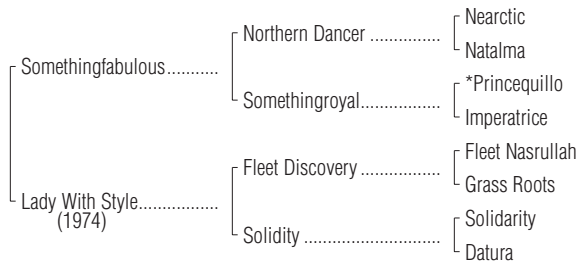 Nearctic
Northern Dancer ...............
Natalma
Somethingfabulous..........
*Princequillo
Somethingroyal.................
Imperatrice
Fleet Nasrullah
Fleet Discovery .................
Grass Roots
Lady With Style.................
(1974)
Solidarity
Solidity .............................
Datura